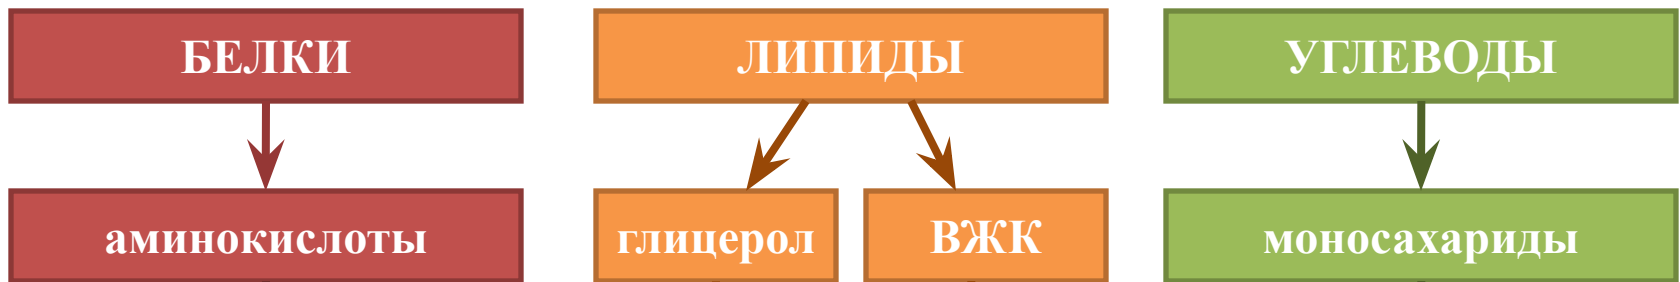 БЕЛКИ
ЛИПИДЫ
УГЛЕВОДЫ
аминокислоты
глицерол
ВЖК
моносахариды